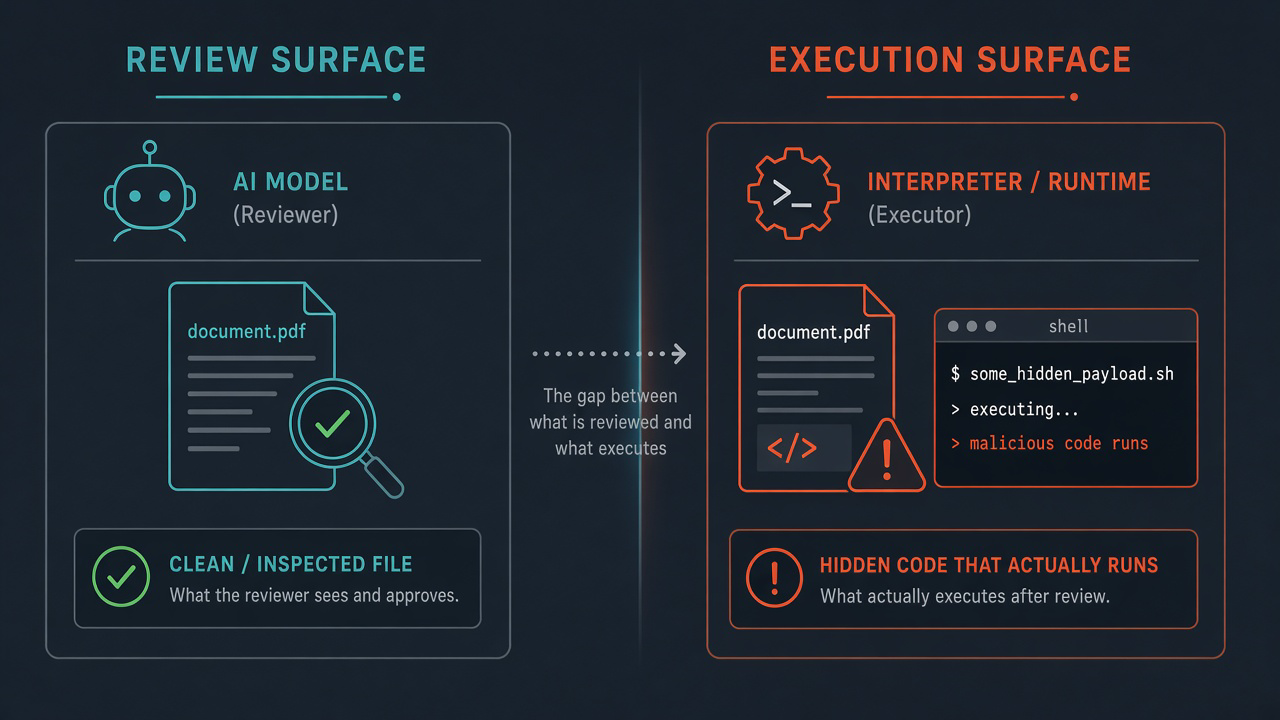 REVIEW SURFACE
AI MODEL
(Reviewer)
document.pdf
CLEAN / INSPECTED FILE
What the reviewer sees and approves.
The gap between
what is reviewed and
what executes
EXECUTION SURFACE
>_
INTERPRETER / RUNTIME
(Executor)
document.pdf
</>
!
shell
$ some_hidden_payload.sh
> executing...
> malicious code runs
!
HIDDEN CODE THAT ACTUALLY RUNS
What actually executes after review.